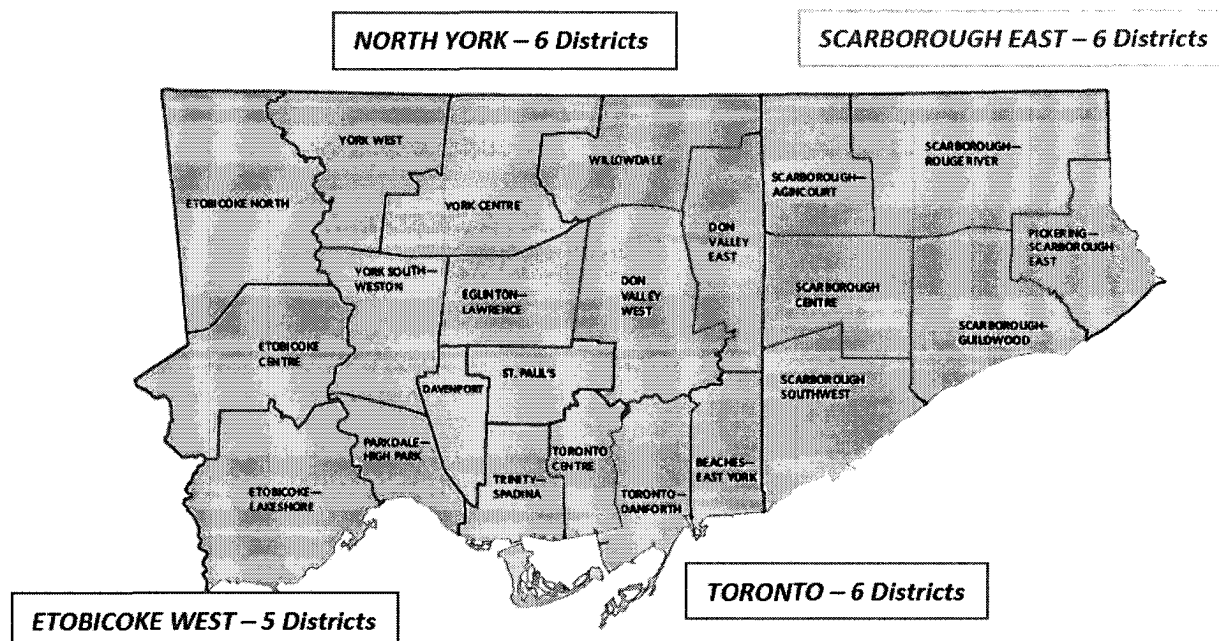 NORTH YORK – 6 Districts
SCARBOROUGH EAST – 6 Districts
YORK WEST
WILLOWDALE
SCARBOROUGH—
ROUGE RIVER
SCARBOROUGH—
AGINCOURT
ETOBICOKE NORTH
YORK CENTRE
DON
VALLEY
EAST
PICKERING—
SCARBOROUGH
EAST
YORK SOUTH—
WESTON
EGLINTON—
LAWRENCE
DON
VALLEY
WEST
SCARBOROUGH
CENTRE
SCARBOROUGH-
GUILDWOOD
ETOBICOKE
CENTRE
ST. PAUL'S
DAVENPORT
SCARBOROUGH
SOUTHWEST
PARKDALE—
HIGH PARK
TORONTO
CENTRE
BEACHES—
EAST YORK
TRINITY—
SPADINA
ETOBICOKE—
LAKESHORE
TORONTO—
DANFORTH
TORONTO – 6 Districts
ETOBICOKE WEST – 5 Districts